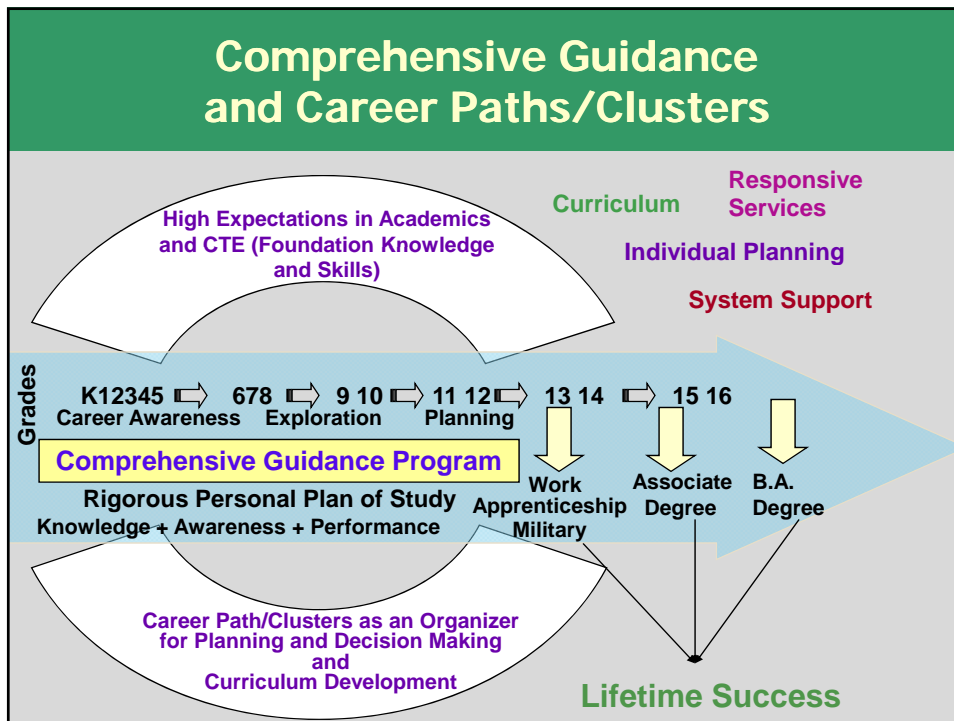 Comprehensive Guidance
and Career Paths/Clusters
High Expectations in Academics
and CTE (Foundation Knowledge
and Skills)
Curriculum
Responsive
Services
Individual Planning
System Support
Grades
K12345 678 9 10 11 12 13 14 15 16
Career Awareness Exploration Planning
Comprehensive Guidance Program
Rigorous Personal Plan of Study
Knowledge + Awareness + Performance
Work
Apprenticeship
Military
Associate
Degree
B.A.
Degree
Career Path/Clusters as an Organizer
for Planning and Decision Making
and
Curriculum Development
Lifetime Success